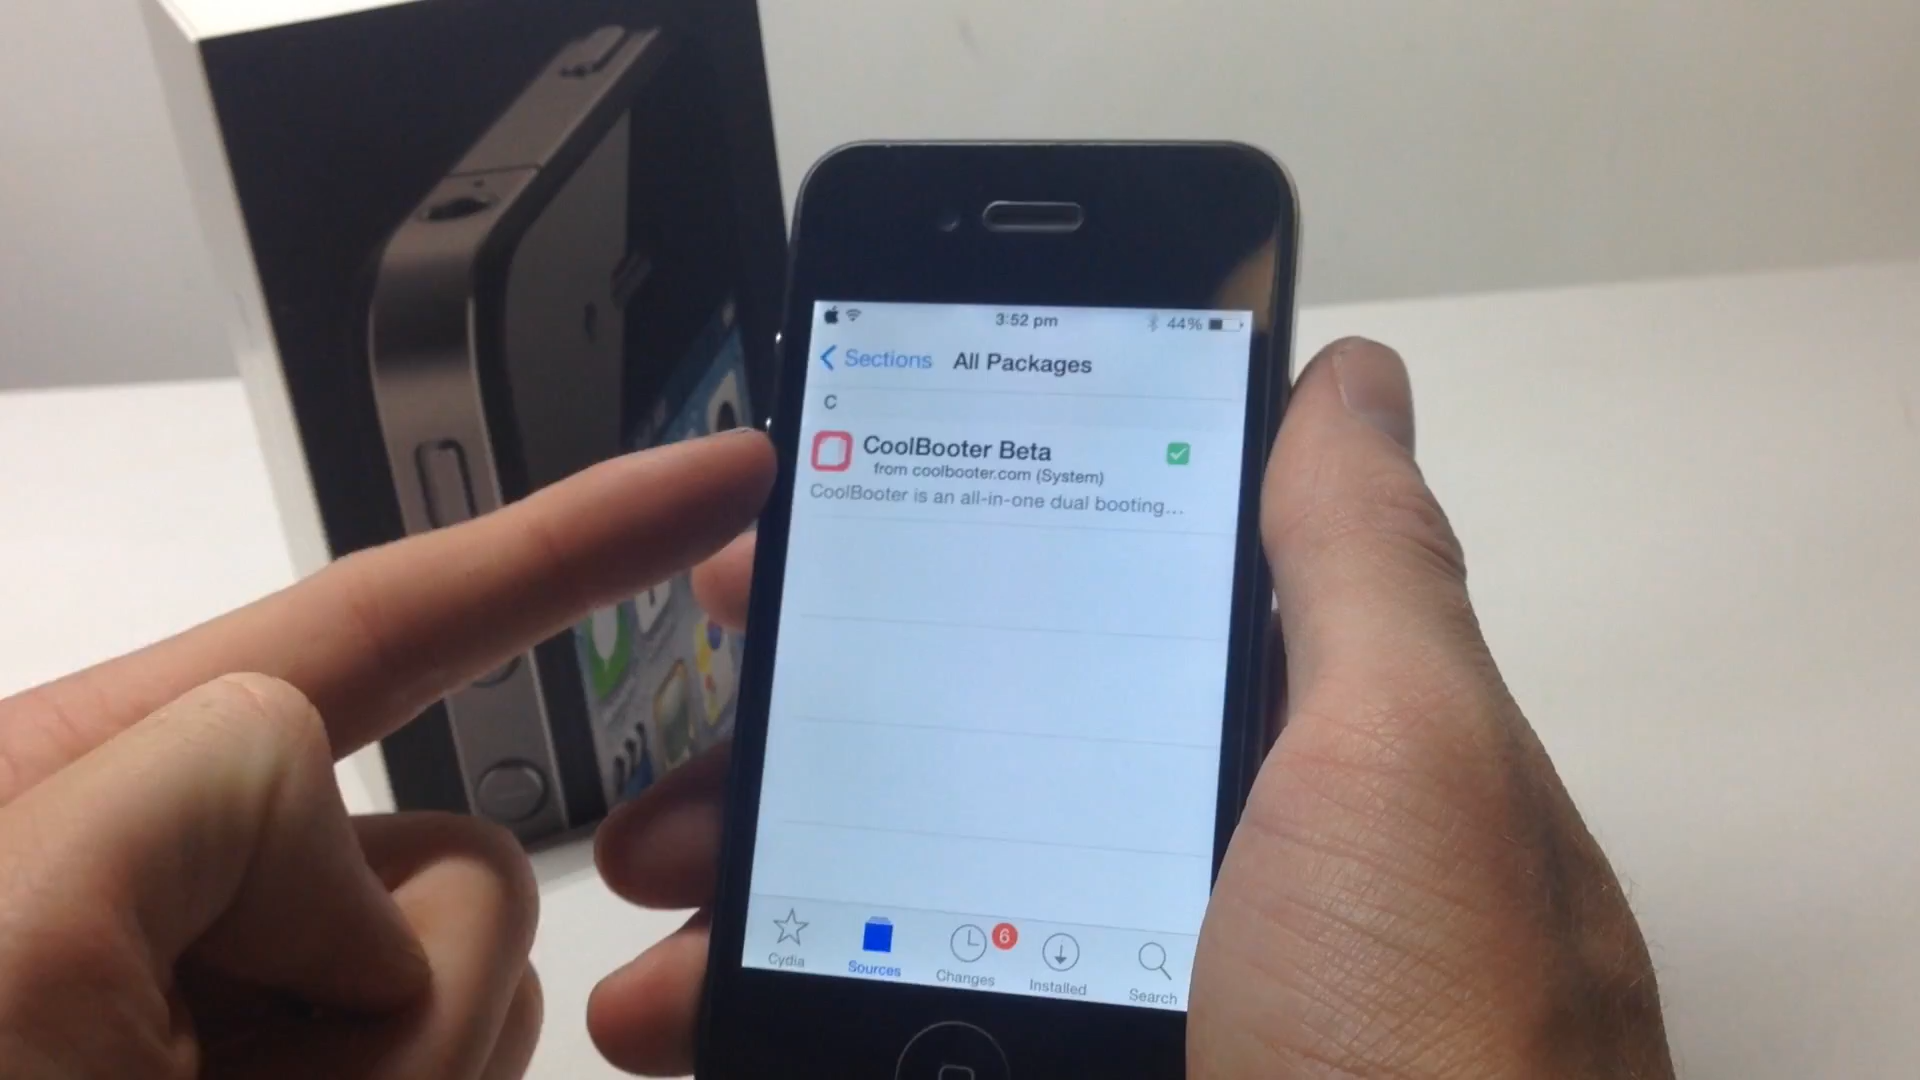 3:52 pm
44%
Sections
All Packages
C
CoolBooter Beta
from coolbooter.com (System)
CoolBooter is an all-in-one dual booting...
Cydia
Sources
Changes
6
Installed
Search